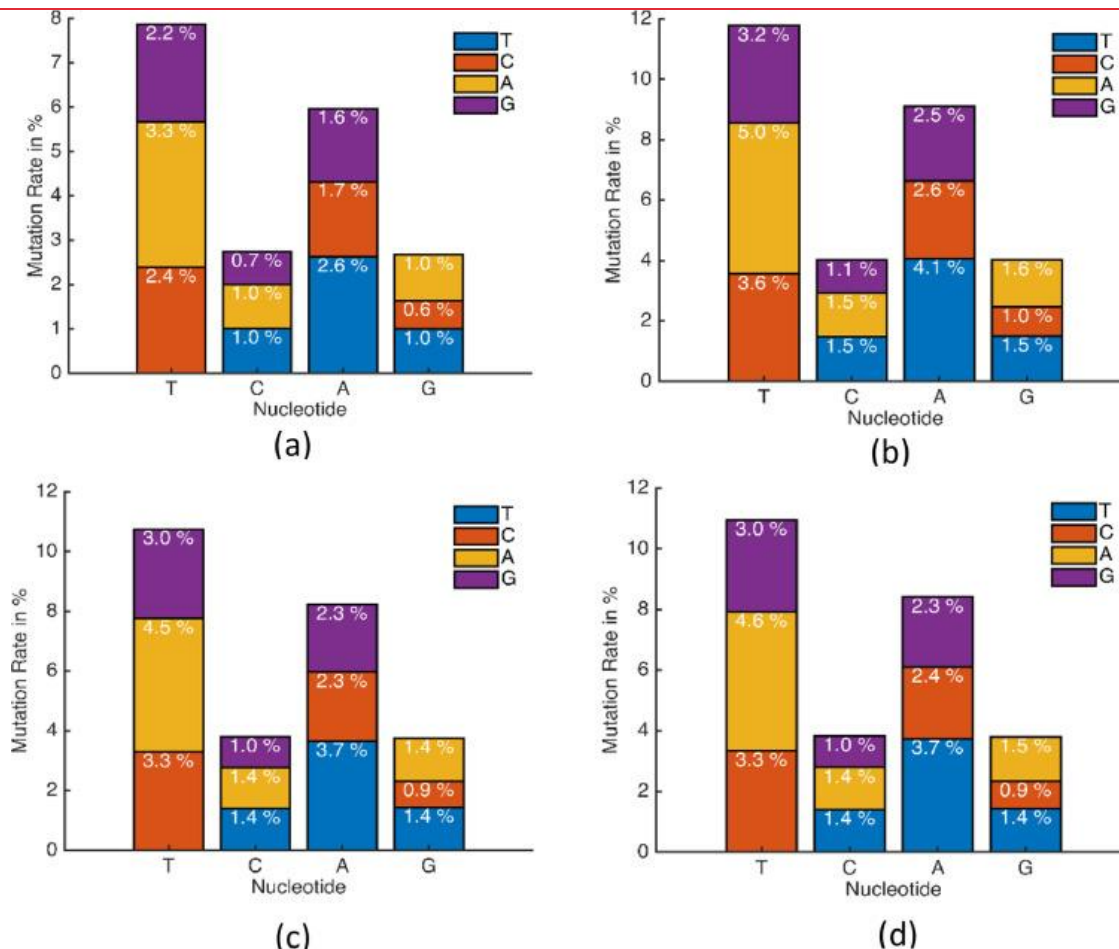 8
7
6
5
4
3
2
1
0
Mutation Rate in %
2.2 %
3.3 %
2.4 %
0.7 %
1.0 %
1.0 %
1.6 %
1.7 %
2.6 %
1.0 %
0.6 %
1.0 %
T
C
A
G
T C A G
Nucleotide
(a)
12
10
8
6
4
2
0
Mutation Rate in %
3.2 %
5.0 %
3.6 %
1.1 %
1.5 %
1.5 %
2.5 %
2.6 %
4.1 %
1.6 %
1.0 %
1.5 %
T
C
A
G
T C A G
Nucleotide
(b)
12
10
8
6
4
2
0
Mutation Rate in %
3.0 %
4.5 %
3.3 %
1.0 %
1.4 %
1.4 %
2.3 %
2.3 %
3.7 %
1.4 %
0.9 %
1.4 %
T
C
A
G
T C A G
Nucleotide
(c)
12
10
8
6
4
2
0
Mutation Rate in %
3.0 %
4.6 %
3.3 %
1.0 %
1.4 %
1.4 %
2.3 %
2.4 %
3.7 %
1.5 %
0.9 %
1.4 %
T
C
A
G
T C A G
Nucleotide
(d)